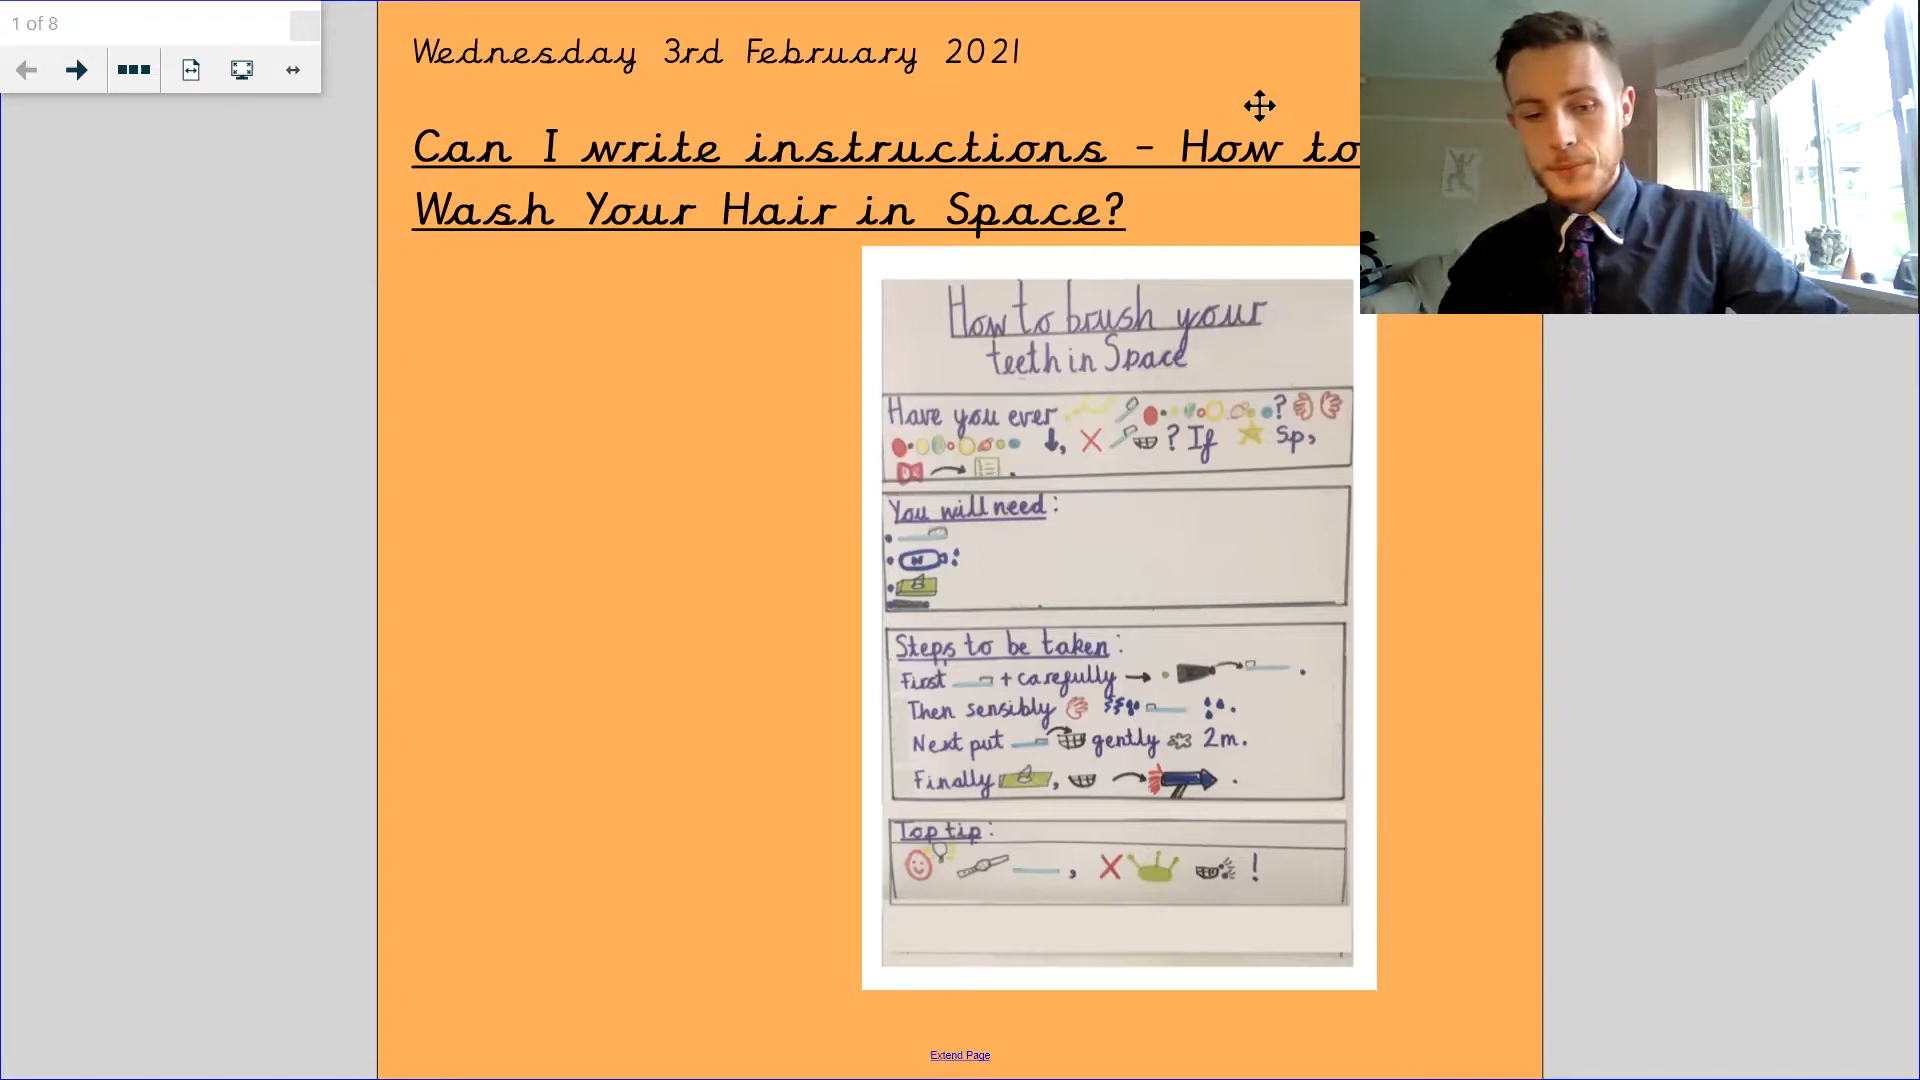 1 of 8
Wednesday 3rd February 2021
Can I write instructions - How to
Wash Your Hair in Space?
How to brush your
teeth in Space
Have you ever ?
, ? If Sp,
.
You will need:
Steps to be taken:
First + carefully .
Then sensibly .
Next put gently 2m.
Finally , .
Top tip:
, !
Extend Page